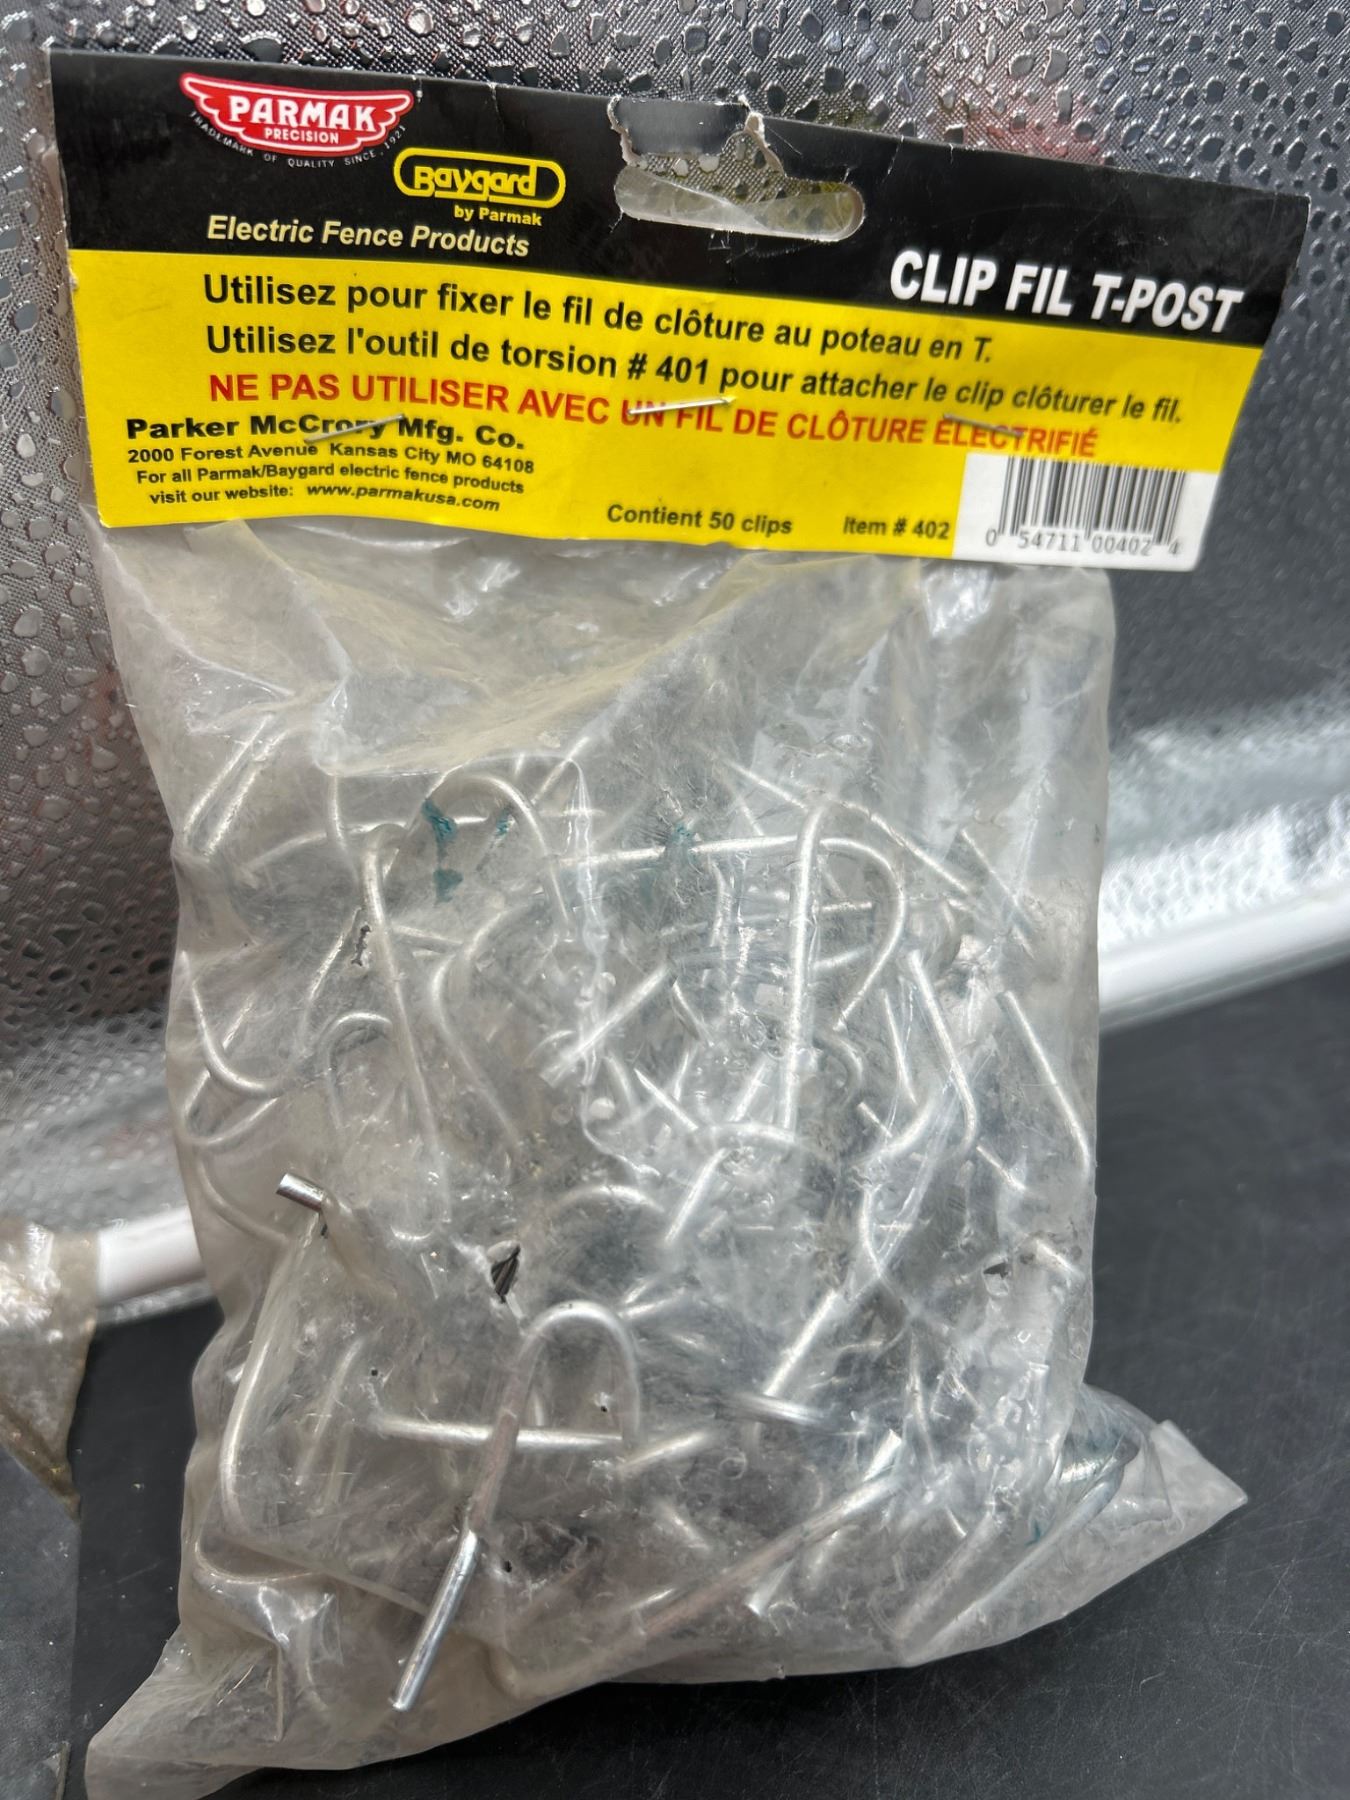 PARMAK
PRECISION
TRADEMARK OF QUALITY SINCE 1921
Baygard
by Parmak
Electric Fence Products
CLIP FIL T-POST
Utilisez pour fixer le fil de clôture au poteau en T.
Utilisez l'outil de torsion # 401 pour attacher le clip clôturer le fil.
NE PAS UTILISER AVEC UN FIL DE CLÔTURE ÉLECTRIFIÉ
Parker McCrory Mfg. Co.
2000 Forest Avenue Kansas City MO 64108
For all Parmak/Baygard electric fence products
visit our website: www.parmakusa.com
Contient 50 clips
Item # 402
0 54711 00402 4